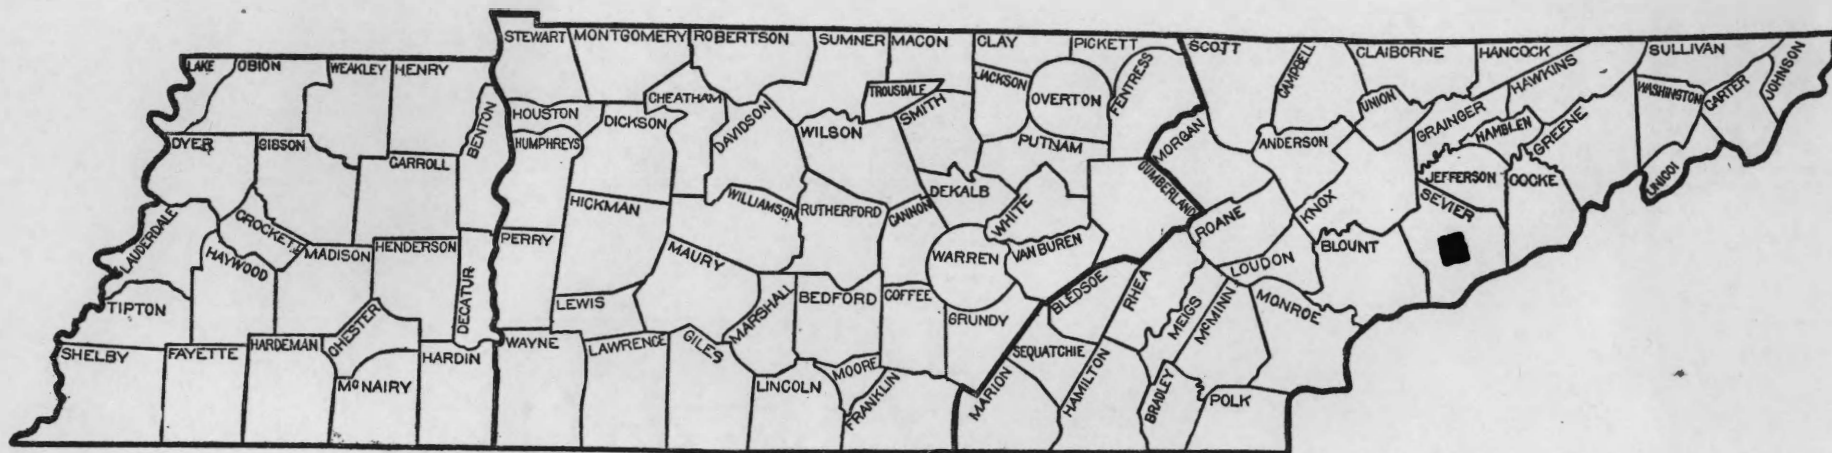 STEWART
MONTGOMERY
ROBERTSON
SUMNER
MACON
CLAY
PICKETT
SCOTT
CAMPBELL
CLAIBORNE
HANCOCK
HAWKINS
SULLIVAN
JOHNSON
LAKE
OBION
WEAKLEY
HENRY
BENTON
HOUSTON
DICKSON
CHEATHAM
DAVIDSON
WILSON
TROUSDALE
SMITH
JACKSON
OVERTON
FENTRESS
MORGAN
ANDERSON
UNION
GRAINGER
HAMBLEN
GREENE
WASHINGTON
CARTER
UNICOI
DYER
GIBSON
CARROLL
HUMPHREYS
HICKMAN
WILLIAMSON
RUTHERFORD
CANNON
DEKALB
PUTNAM
WHITE
CUMBERLAND
ROANE
KNOX
JEFFERSON
COCKE
SEVIER
LAUDERDALE
CROCKETT
HAYWOOD
MADISON
HENDERSON
DECATUR
PERRY
MAURY
WARREN
VAN BUREN
BLEDSOE
RHEA
LOUDON
BLOUNT
TIPTON
CHESTER
LEWIS
MARSHALL
BEDFORD
COFFEE
GRUNDY
MEIGS
McMINN
MONROE
SHELBY
FAYETTE
HARDEMAN
McNAIRY
HARDIN
WAYNE
LAWRENCE
GILES
LINCOLN
MOORE
FRANKLIN
MARION
SEQUATCHIE
HAMILTON
BRADLEY
POLK